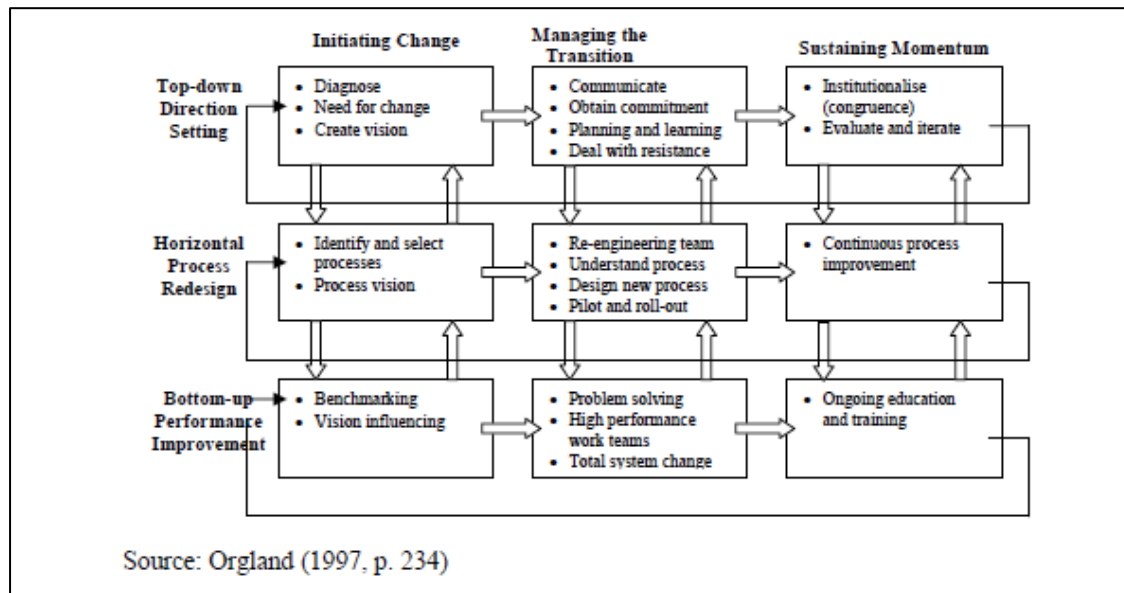 Initiating Change
Managing the
Transition
Sustaining Momentum
Top-down
Direction
Setting
• Diagnose
• Need for change
• Create vision
• Communicate
• Obtain commitment
• Planning and learning
• Deal with resistance
• Institutionalise
(congruence)
• Evaluate and iterate
Horizontal
Process
Redesign
• Identify and select
processes
• Process vision
• Re-engineering team
• Understand process
• Design new process
• Pilot and roll-out
• Continuous process
improvement
Bottom-up
Performance
Improvement
• Benchmarking
• Vision influencing
• Problem solving
• High performance
work teams
• Total system change
• Ongoing education
and training
Source: Orgland (1997, p. 234)